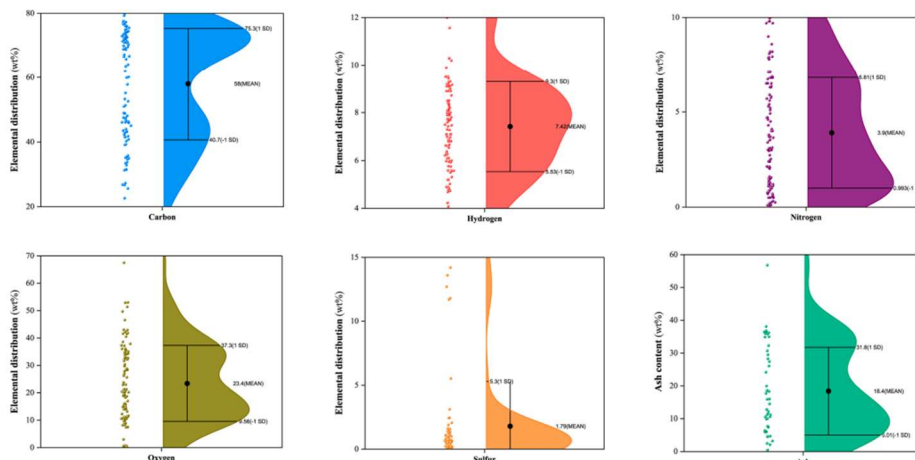 Elemental distribution (wt%)
80
60
40
20
75.3(1 SD)
58(MEAN)
40.7(-1 SD)
Carbon
Elemental distribution (wt%)
12
10
8
6
4
9.3(1 SD)
7.42(MEAN)
5.53(-1 SD)
Hydrogen
Elemental distribution (wt%)
10
5
0
6.81(1 SD)
3.9(MEAN)
0.993(-1
Nitrogen
Elemental distribution (wt%)
70
60
50
40
30
20
10
0
37.3(1 SD)
23.4(MEAN)
9.56(-1 SD)
Oxygen
Elemental distribution (wt%)
15
10
5
0
5.3(1 SD)
1.79(MEAN)
Sulfur
Ash content (wt%)
60
50
40
30
20
10
0
31.8(1 SD)
18.4(MEAN)
5.01(-1 SD)